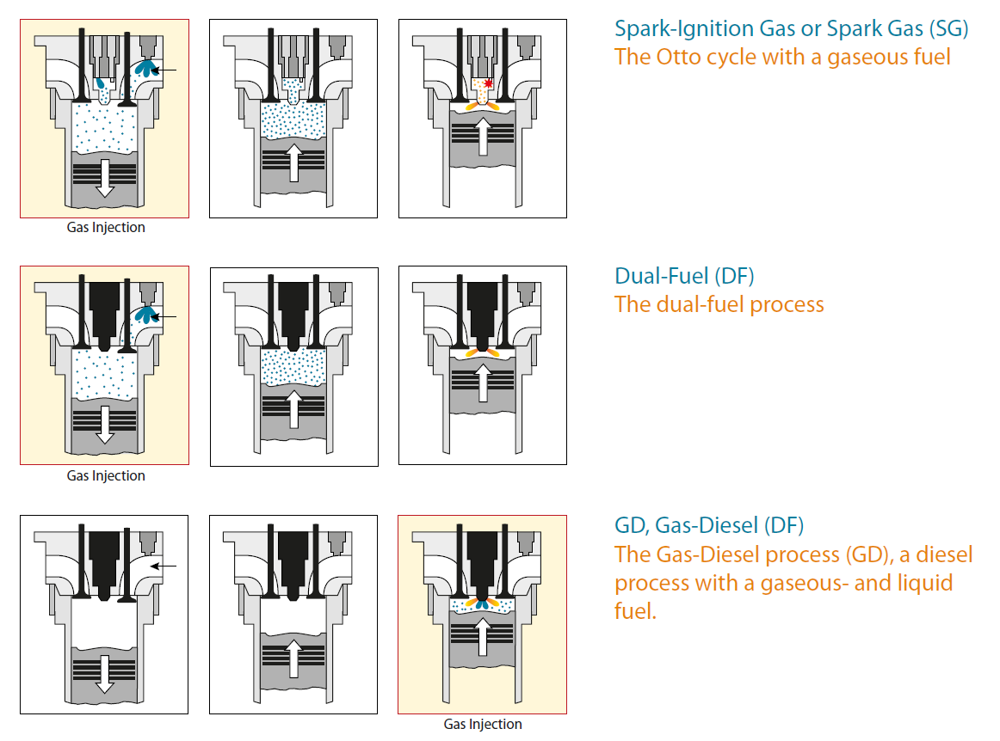 Spark-Ignition Gas or Spark Gas (SG)
The Otto cycle with a gaseous fuel
Gas Injection
Dual-Fuel (DF)
The dual-fuel process
Gas Injection
GD, Gas-Diesel (DF)
The Gas-Diesel process (GD), a diesel
process with a gaseous- and liquid
fuel.
Gas Injection